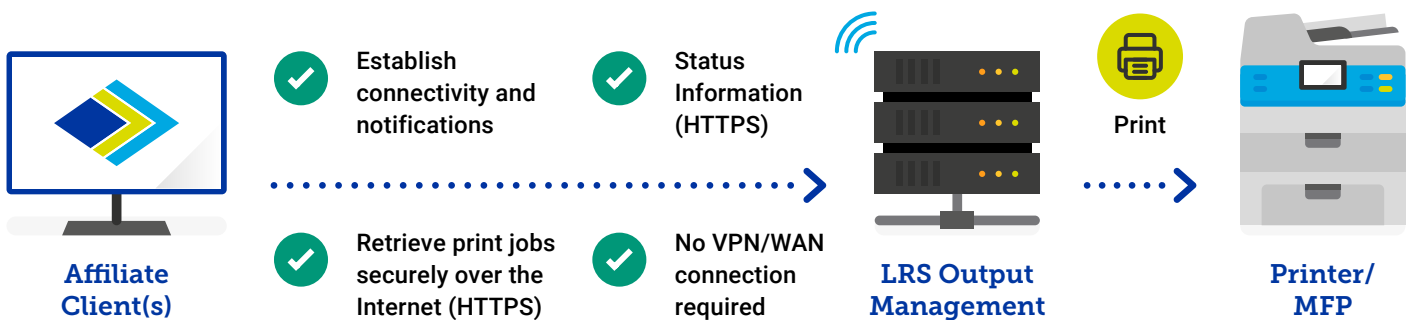 Establish
connectivity and
notifications
Status
Information
(HTTPS)
Print
Retrieve print jobs
securely over the
Internet (HTTPS)
No VPN/WAN
connection
required
Affiliate
Client(s)
LRS Output
Management
Printer/
MFP